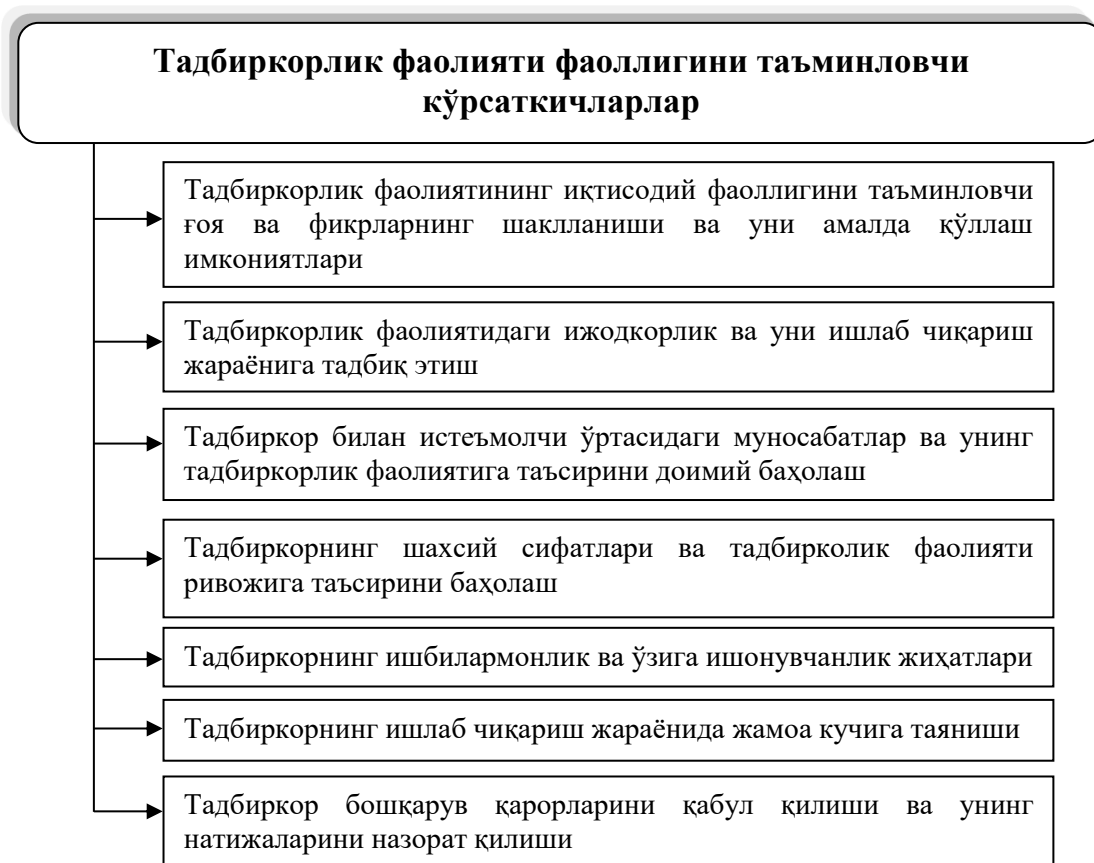 Тадбиркорлик фаолияти фаоллигини таъминловчи
кўрсаткичларлар
Тадбиркорлик фаолиятининг иқтисодий фаоллигини таъминловчи
ғоя ва фикрларнинг шаклланиши ва уни амалда қўллаш
имкониятлари
Тадбиркорлик фаолиятидаги ижодкорлик ва уни ишлаб чиқариш
жараёнига тадбиқ этиш
Тадбиркор билан истеъмолчи ўртасидаги муносабатлар ва унинг
тадбиркорлик фаолиятига таъсирини доимий баҳолаш
Тадбиркорнинг шахсий сифатлари ва тадбирколик фаолияти
ривожига таъсирини баҳолаш
Тадбиркорнинг ишбилармонлик ва ўзига ишонувчанлик жиҳатлари
Тадбиркорнинг ишлаб чиқариш жараёнида жамоа кучига таяниши
Тадбиркор бошқарув қарорларини қабул қилиши ва унинг
натижаларини назорат қилиши